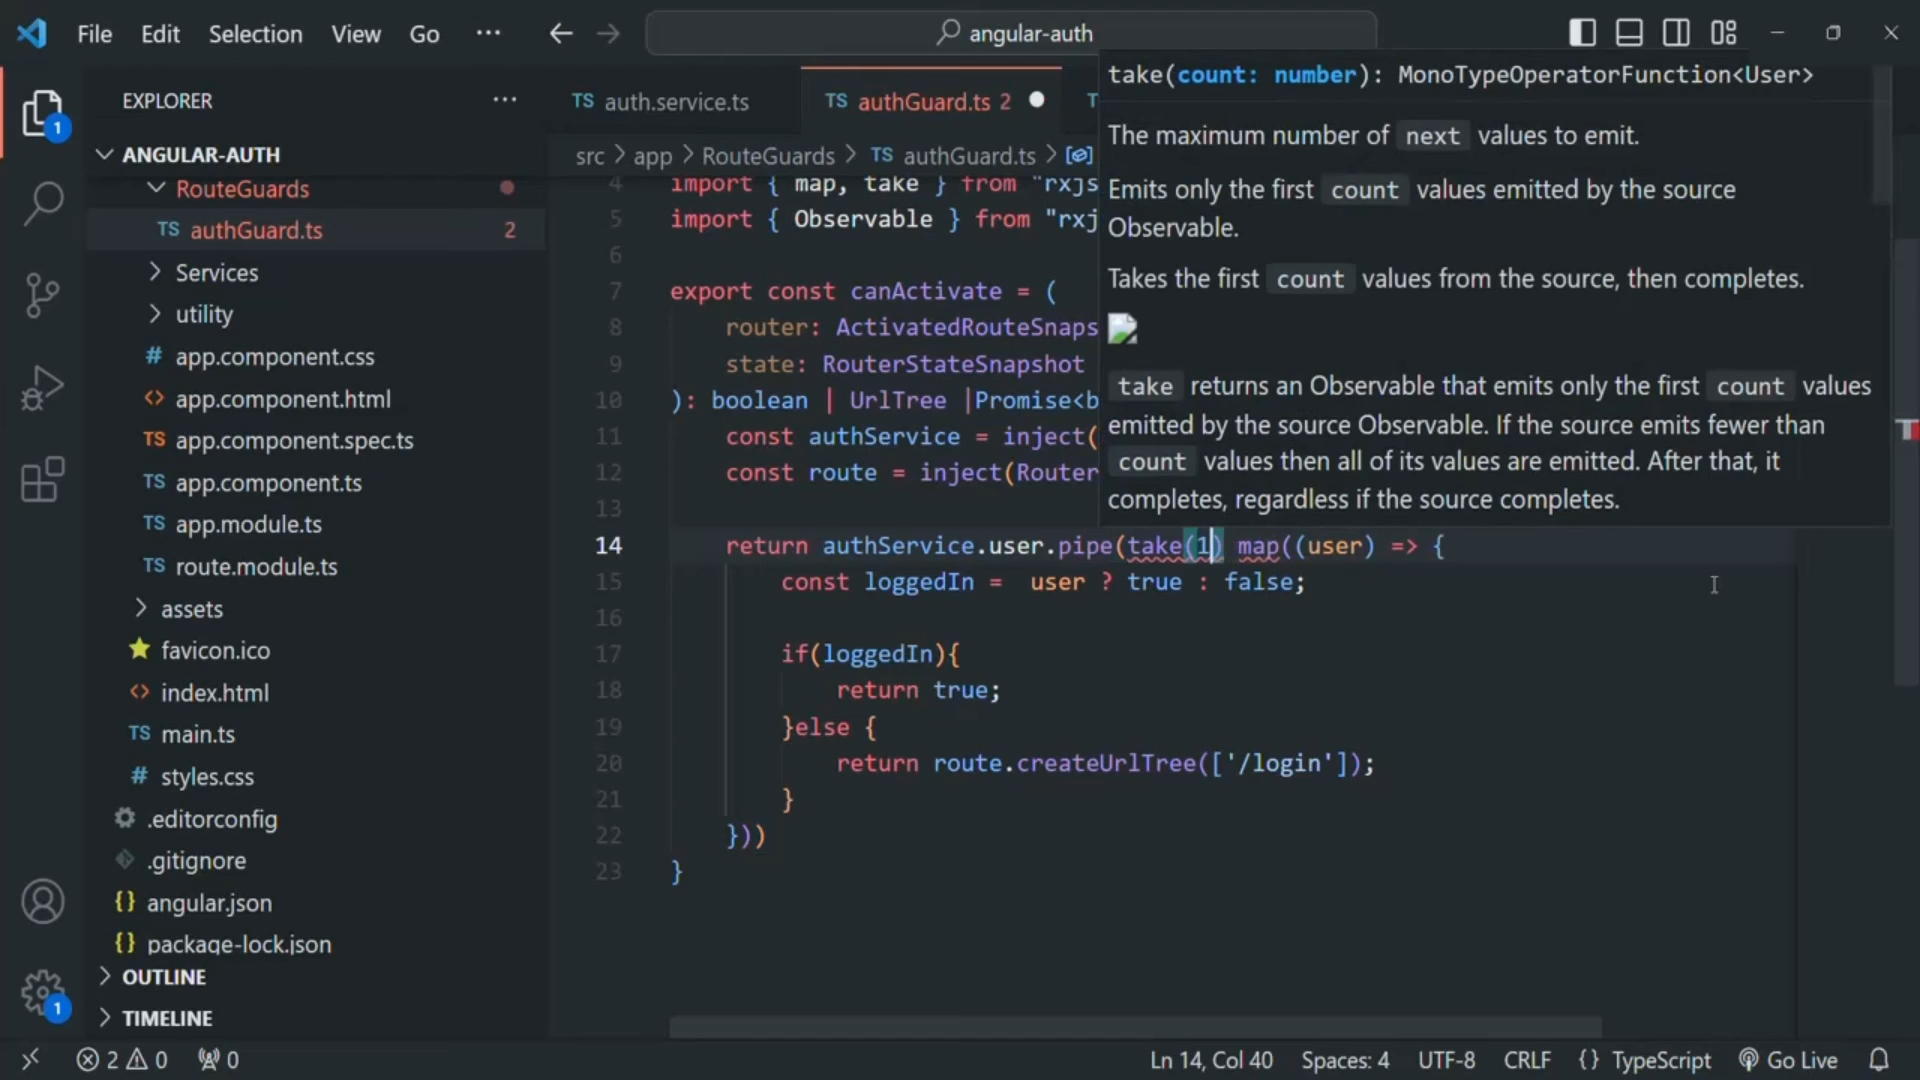 File Edit Selection View Go ··· angular-auth
EXPLORER ···
ANGULAR-AUTH
RouteGuards
TS authGuard.ts 2
Services
utility
# app.component.css
<> app.component.html
TS app.component.spec.ts
TS app.component.ts
TS app.module.ts
TS route.module.ts
assets
favicon.ico
<> index.html
TS main.ts
# styles.css
.editorconfig
.gitignore
{} angular.json
{} package-lock.json
OUTLINE
TIMELINE
1
1
TS auth.service.ts TS authGuard.ts 2
src > app > RouteGuards > TS authGuard.ts >
4 import { map, take } from "rxjs
5 import { Observable } from "rxj
6
7 export const canActivate = (
8 router: ActivatedRouteSnaps
9 state: RouterStateSnapshot
10 ): boolean | UrlTree |Promise<b
11 const authService = inject(
12 const route = inject(Router
13
14 return authService.user.pipe(take(1) map((user) => {
15 const loggedIn =  user ? true : false;
16
17 if(loggedIn){
18 return true;
19 }else {
20 return route.createUrlTree(['/login']);
21 }
22 }))
23 }
take(count: number): MonoTypeOperatorFunction<User>
The maximum number of next values to emit.
Emits only the first count values emitted by the source
Observable.
Takes the first count values from the source, then completes.
take returns an Observable that emits only the first count values
emitted by the source Observable. If the source emits fewer than
count values then all of its values are emitted. After that, it
completes, regardless if the source completes.
2 0 0 Ln 14, Col 40 Spaces: 4 UTF-8 CRLF {} TypeScript Go Live